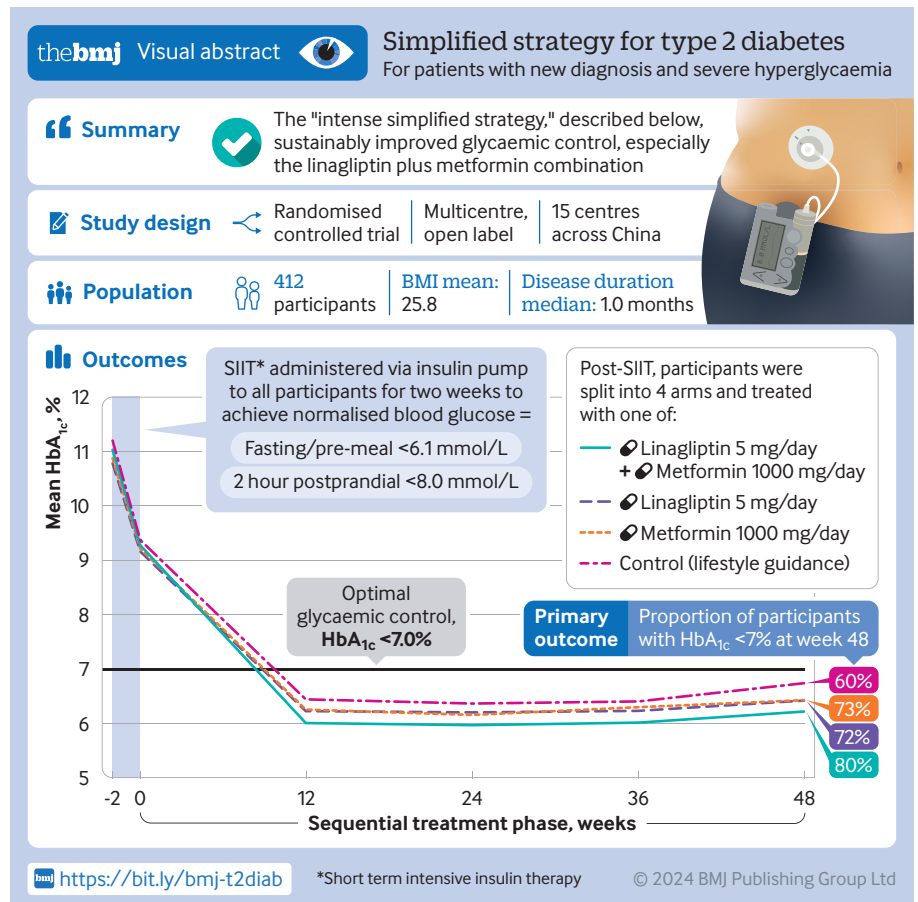 thebmj Visual abstract
Simplified strategy for type 2 diabetes
For patients with new diagnosis and severe hyperglycaemia
Summary
The "intense simplified strategy," described below,
sustainably improved glycaemic control, especially
the linagliptin plus metformin combination
Study design
Randomised
controlled trial
Multicentre,
open label
15 centres
across China
Population
412
participants
BMI mean:
25.8
Disease duration
median: 1.0 months
8.8 MMOL/L
Outcomes
SIIT* administered via insulin pump
to all participants for two weeks to
achieve normalised blood glucose =
Fasting/pre-meal <6.1 mmol/L
2 hour postprandial <8.0 mmol/L
Post-SIIT, participants were
split into 4 arms and treated
with one of:
Linagliptin 5 mg/day
+ Metformin 1000 mg/day
Linagliptin 5 mg/day
Metformin 1000 mg/day
Control (lifestyle guidance)
Mean HbA1c, %
12
11
10
9
8
7
6
5
Optimal
glycaemic control,
HbA1c <7.0%
Primary
outcome
Proportion of participants
with HbA1c <7% at week 48
60%
73%
72%
80%
-2 0 12 24 36 48
Sequential treatment phase, weeks
bmj https://bit.ly/bmj-t2diab
*Short term intensive insulin therapy
© 2024 BMJ Publishing Group Ltd